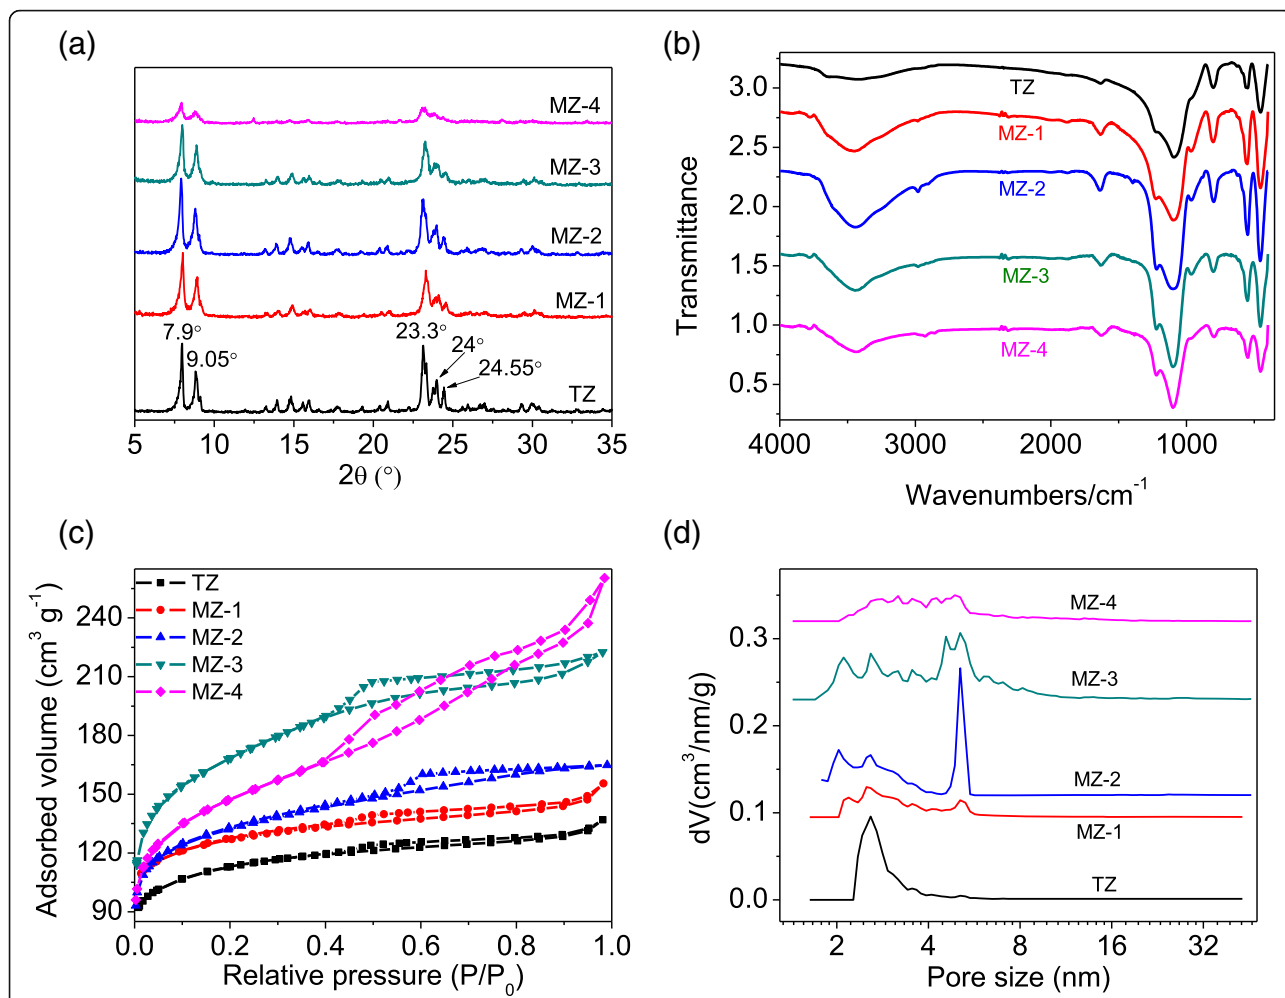 (a)
MZ-4
MZ-3
MZ-2
MZ-1
7.9°
9.05°
23.3°
24°
24.55°
TZ
5 10 15 20 25 30 35
2θ (°)
(b)
3.0
2.5
2.0
1.5
1.0
0.5
Transmittance
TZ
MZ-1
MZ-2
MZ-3
MZ-4
4000 3000 2000 1000
Wavenumbers/cm⁻¹
(c)
240
210
180
150
120
90
Adsorbed volume (cm³ g⁻¹)
TZ
MZ-1
MZ-2
MZ-3
MZ-4
0.0 0.2 0.4 0.6 0.8 1.0
Relative pressure (P/P₀)
(d)
0.3
0.2
0.1
0.0
dV(cm³/nm/g)
MZ-4
MZ-3
MZ-2
MZ-1
TZ
2 4 8 16 32
Pore size (nm)